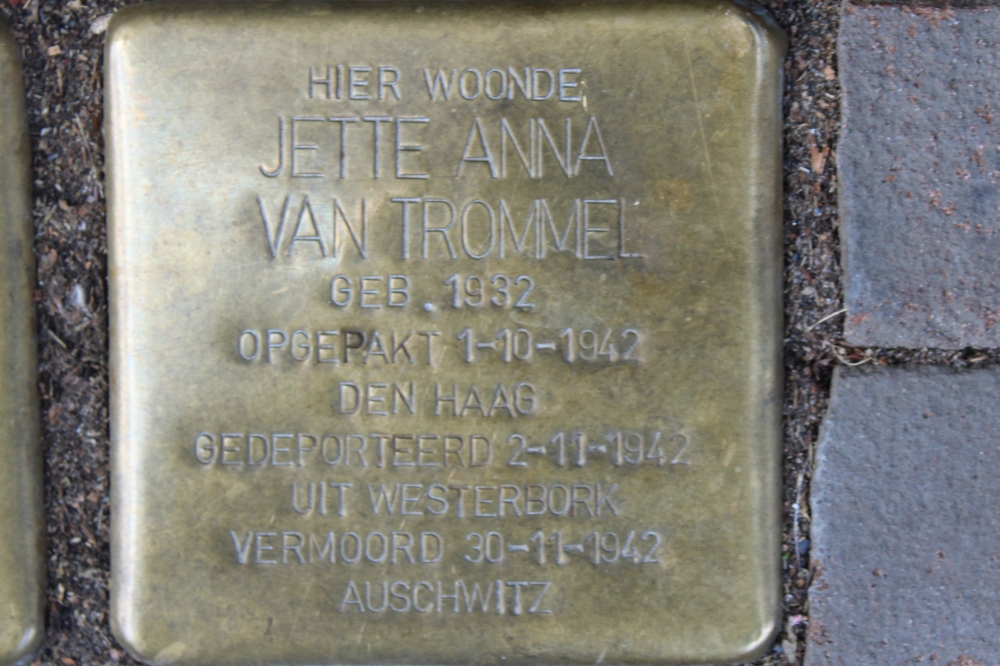 HIER WOONDE
JETTE ANNA
VAN TROMMEL
GEB. 1932
OPGEPAKT 1-10-1942
DEN HAAG
GEDEPORTEERD 2-11-1942
UIT WESTERBORK
VERMOORD 30-11-1942
AUSCHWITZ